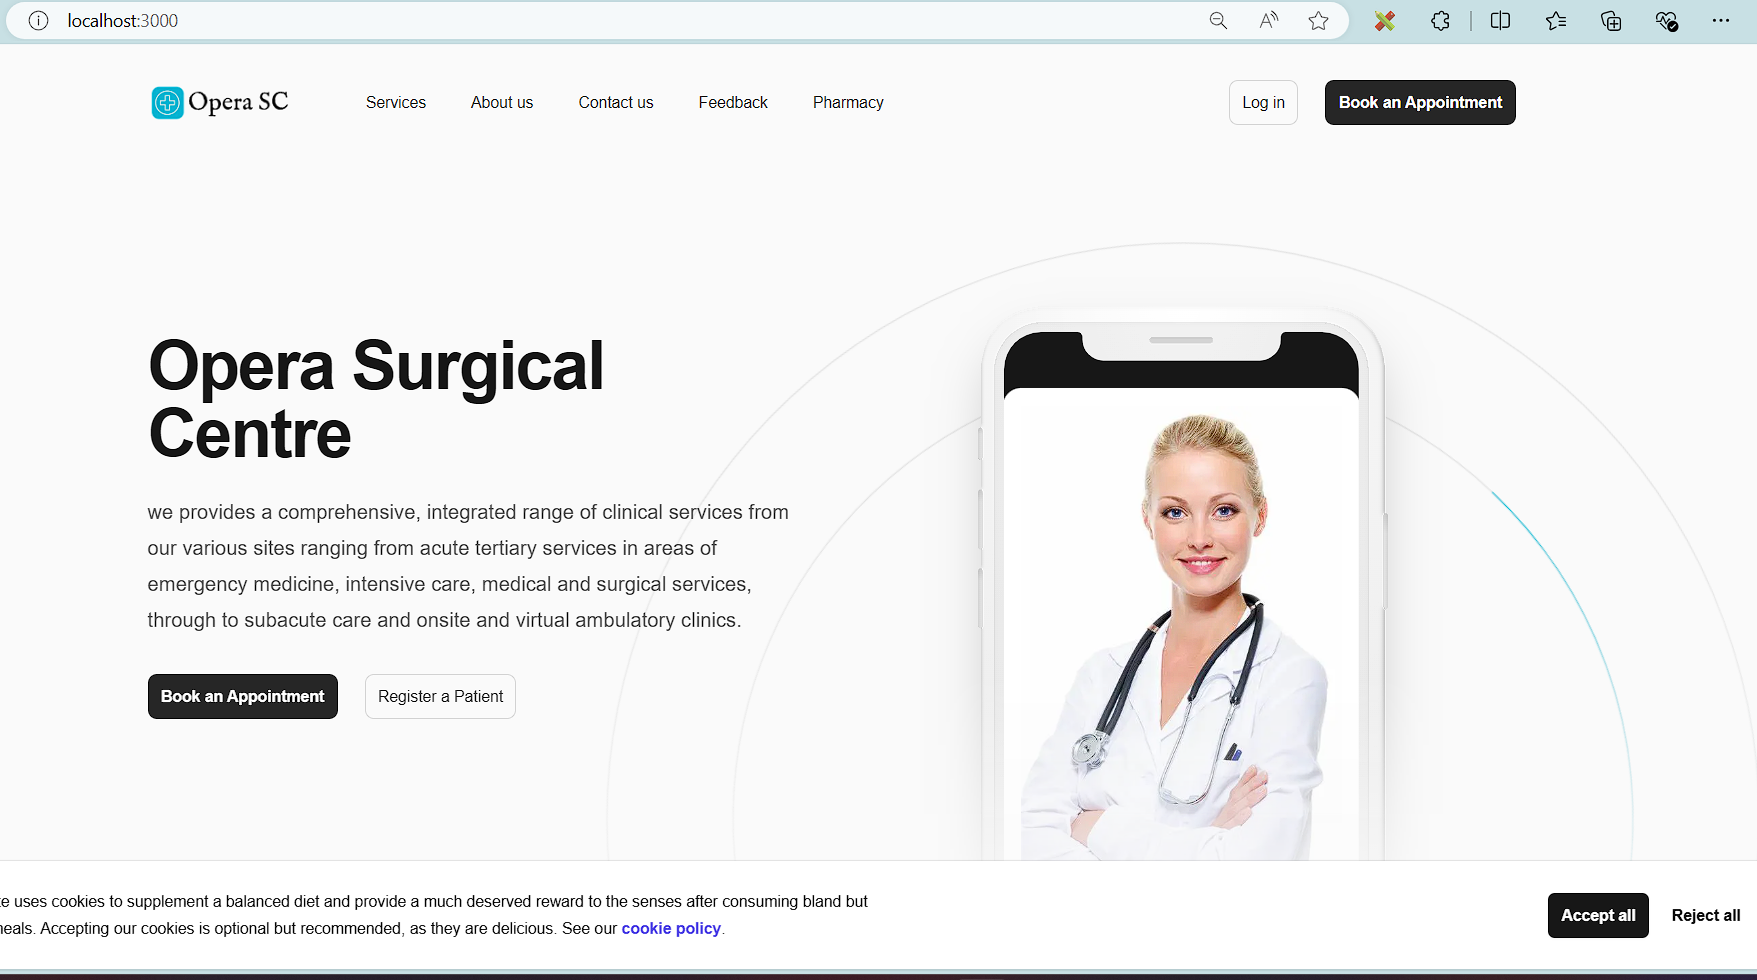 localhost:3000
Opera SC
Services
About us
Contact us
Feedback
Pharmacy
Log in
Book an Appointment
Opera Surgical
Centre
we provides a comprehensive, integrated range of clinical services from
our various sites ranging from acute tertiary services in areas of
emergency medicine, intensive care, medical and surgical services,
through to subacute care and onsite and virtual ambulatory clinics.
Book an Appointment
Register a Patient
uses cookies to supplement a balanced diet and provide a much deserved reward to the senses after consuming bland but
Accepting our cookies is optional but recommended, as they are delicious. See our cookie policy.
Accept all
Reject all